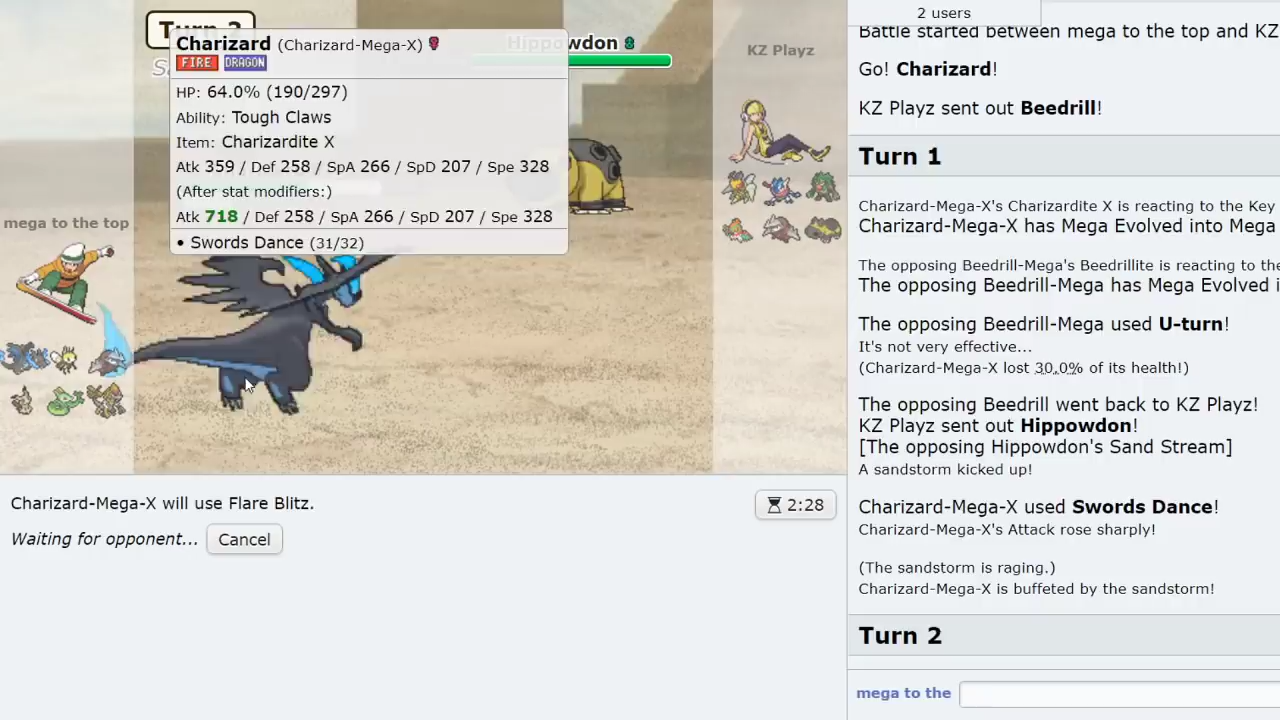 2 users
Turn 2
Charizard (Charizard-Mega-X)
FIRE DRAGON
HP: 64.0% (190/297)
Ability: Tough Claws
Item: Charizardite X
Atk 359 / Def 258 / SpA 266 / SpD 207 / Spe 328
(After stat modifiers:)
Atk 718 / Def 258 / SpA 266 / SpD 207 / Spe 328
• Swords Dance (31/32)
Hippowdon
KZ Playz
mega to the top
Charizard-Mega-X will use Flare Blitz.
2:28
Waiting for opponent...
Cancel
Battle started between mega to the top and KZ
Go! Charizard!
KZ Playz sent out Beedrill!
Turn 1
Charizard-Mega-X's Charizardite X is reacting to the Key
Charizard-Mega-X has Mega Evolved into Mega
The opposing Beedrill-Mega's Beedrillite is reacting to the
The opposing Beedrill-Mega has Mega Evolved i
The opposing Beedrill-Mega used U-turn!
It's not very effective...
(Charizard-Mega-X lost 30.0% of its health!)
The opposing Beedrill went back to KZ Playz!
KZ Playz sent out Hippowdon!
[The opposing Hippowdon's Sand Stream]
A sandstorm kicked up!
Charizard-Mega-X used Swords Dance!
Charizard-Mega-X's Attack rose sharply!
(The sandstorm is raging.)
Charizard-Mega-X is buffeted by the sandstorm!
Turn 2
mega to the